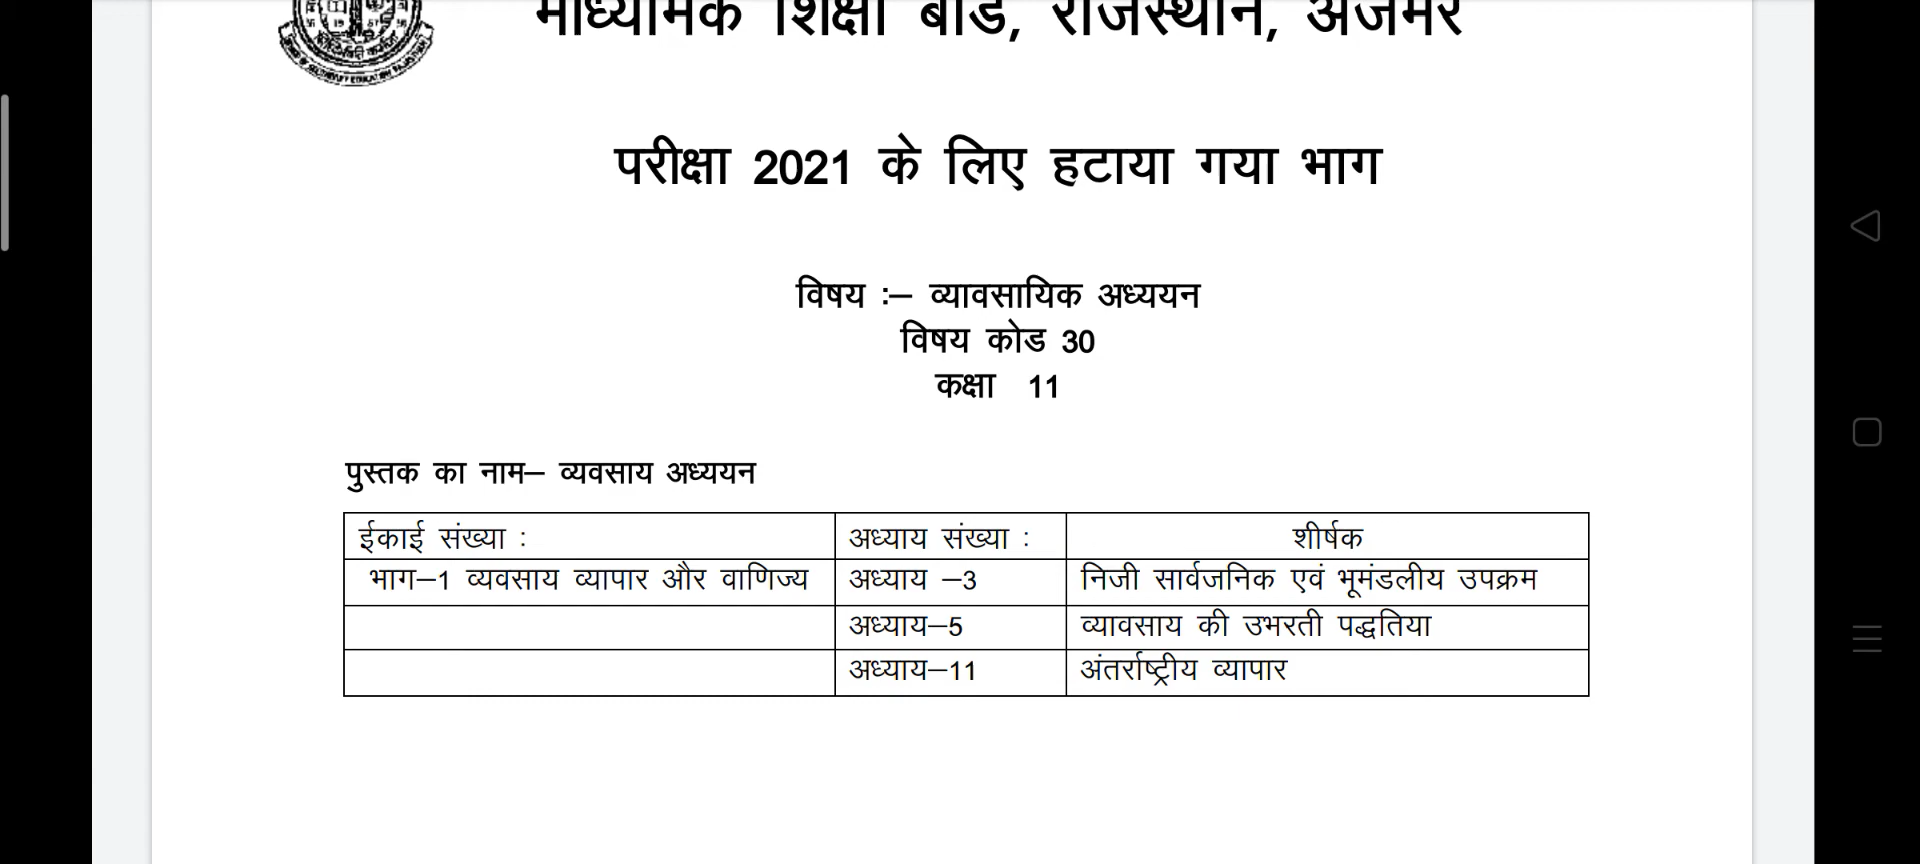 माध्यमिक शिक्षा बोर्ड, राजस्थान, अजमेर
परीक्षा 2021 के लिए हटाया गया भाग
विषय :– व्यावसायिक अध्ययन
विषय कोड 30
कक्षा 11
पुस्तक का नाम– व्यवसाय अध्ययन
ईकाई संख्या : अध्याय संख्या : शीर्षक
भाग–1 व्यवसाय व्यापार और वाणिज्य अध्याय –3 निजी सार्वजनिक एवं भूमंडलीय उपक्रम
अध्याय–5 व्यावसाय की उभरती पद्धतिया
अध्याय–11 अंतर्राष्ट्रीय व्यापार